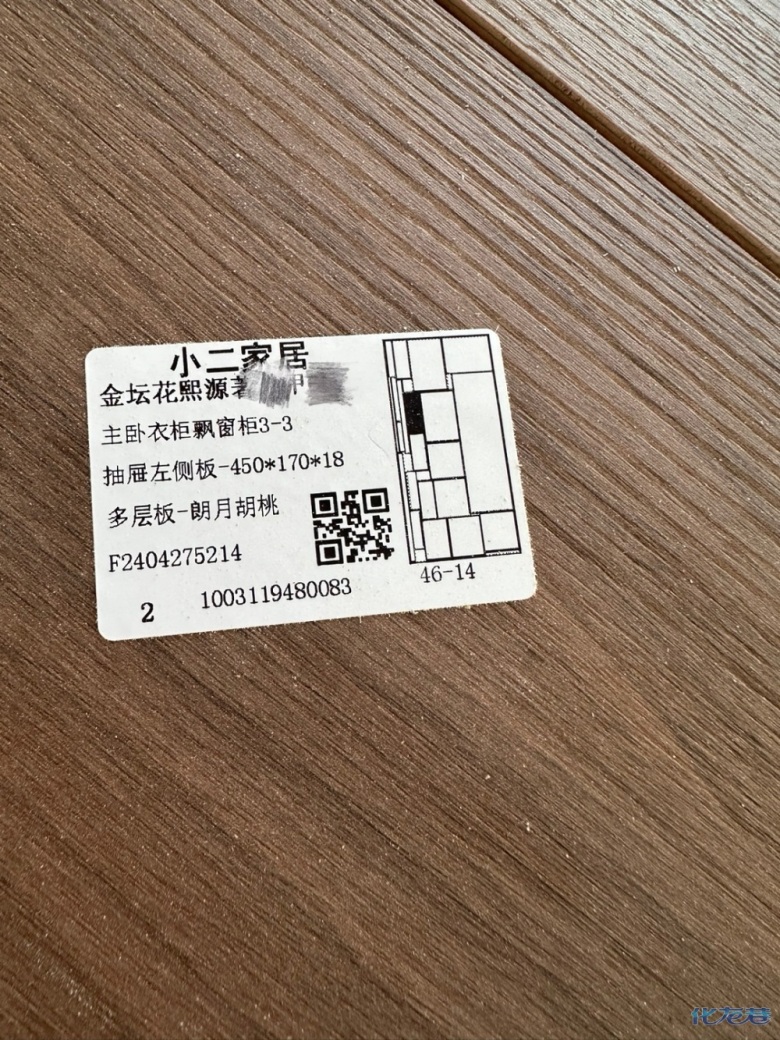 小二家居
金坛花熙源
主卧衣柜飘窗柜3-3
抽屉左侧板-450*170*18
多层板-朗月胡桃
F2404275214
2
1003119480083
46-14
化龙巷